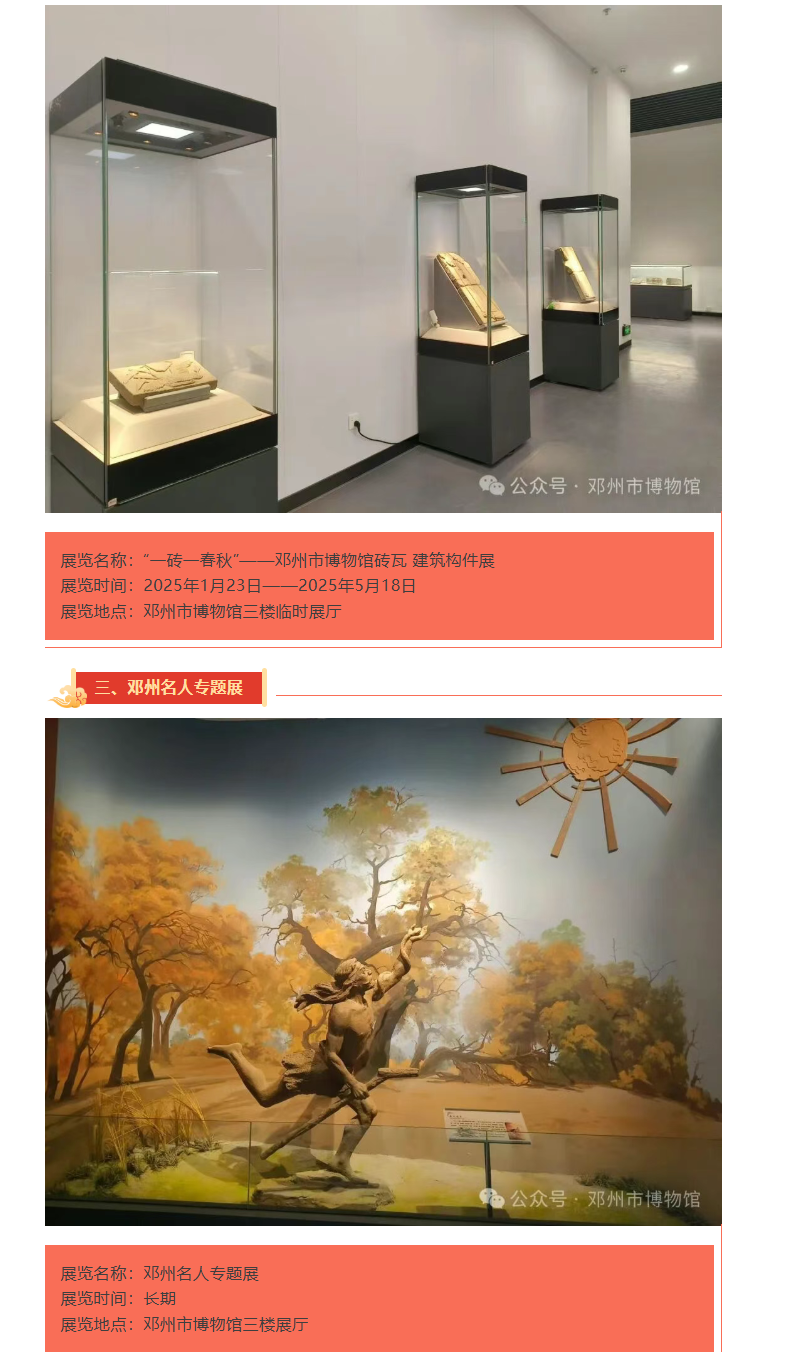 公众号 · 邓州市博物馆
展览名称：“一砖一春秋”——邓州市博物馆砖瓦 建筑构件展
展览时间：2025年1月23日——2025年5月18日
展览地点：邓州市博物馆三楼临时展厅
三、邓州名人专题展
公众号 · 邓州市博物馆
展览名称：邓州名人专题展
展览时间：长期
展览地点：邓州市博物馆三楼展厅